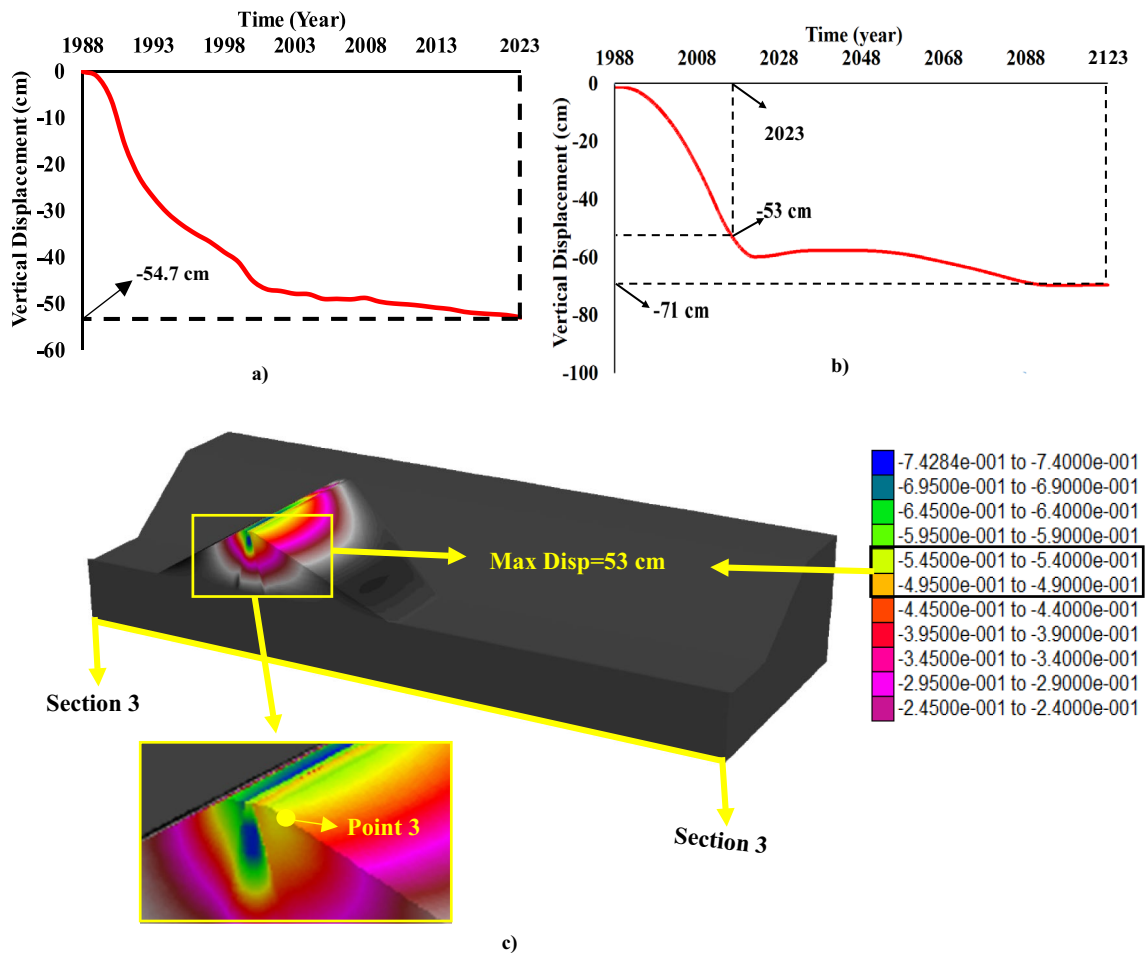 Time (Year)
1988 1993 1998 2003 2008 2013 2023
Vertical Displacement (cm)
0
-10
-20
-30
-40
-50
-60
-54.7 cm
a)
Time (year)
1988 2008 2028 2048 2068 2088 2123
Vertical Displacement (cm)
0
-20
-40
-60
-80
-100
2023
-53 cm
-71 cm
b)
Max Disp=53 cm
-7.4284e-001 to -7.4000e-001
-6.9500e-001 to -6.9000e-001
-6.4500e-001 to -6.4000e-001
-5.9500e-001 to -5.9000e-001
-5.4500e-001 to -5.4000e-001
-4.9500e-001 to -4.9000e-001
-4.4500e-001 to -4.4000e-001
-3.9500e-001 to -3.9000e-001
-3.4500e-001 to -3.4000e-001
-2.9500e-001 to -2.9000e-001
-2.4500e-001 to -2.4000e-001
Section 3
Point 3
Section 3
c)